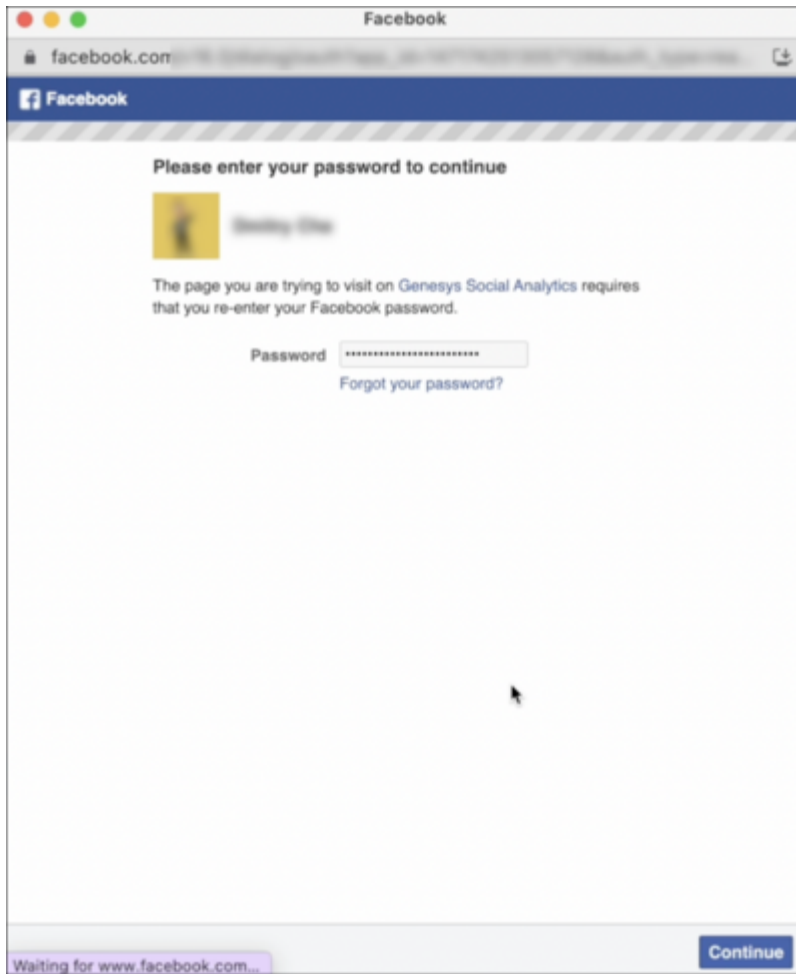 Facebook
facebook.com
Facebook
Please enter your password to continue
The page you are trying to visit on Genesys Social Analytics requires
that you re-enter your Facebook password.
Password
Forgot your password?
Continue
Waiting for www.facebook.com...